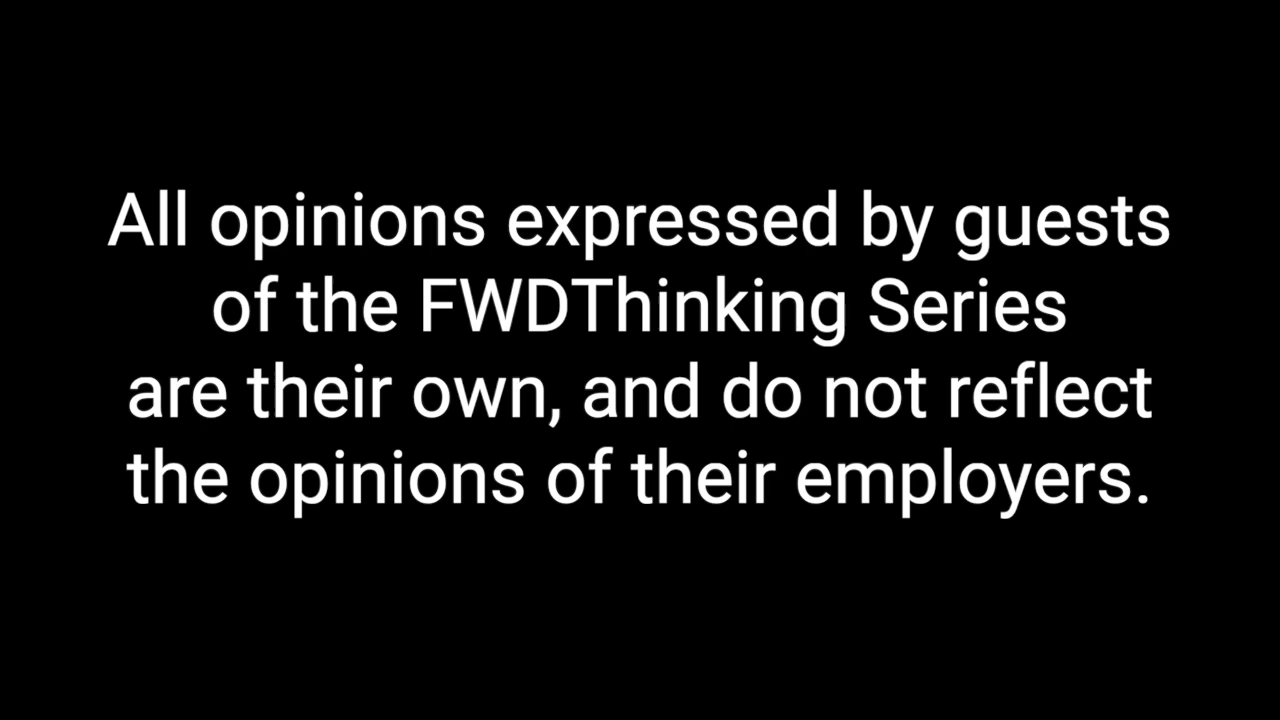 All opinions expressed by guests
of the FWDThinking Series
are their own, and do not reflect
the opinions of their employers.